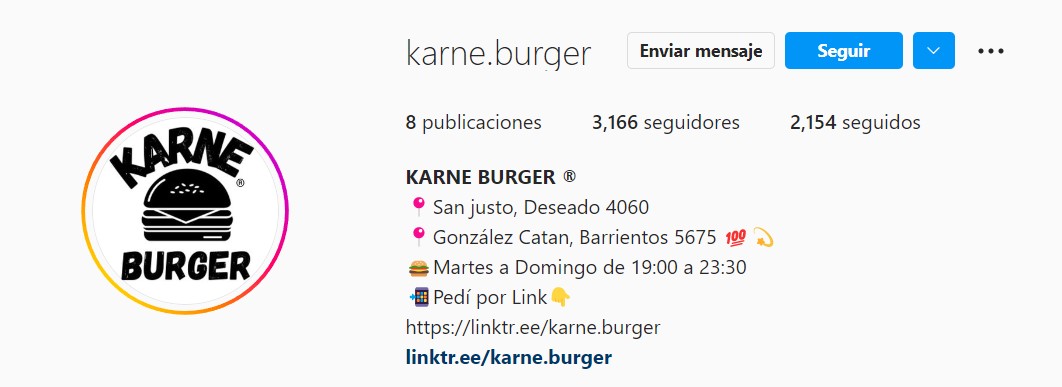 karne.burger Enviar mensaje Seguir
8 publicaciones 3,166 seguidores 2,154 seguidos
KARNE
®
BURGER
KARNE BURGER ®
📍San justo, Deseado 4060
📍González Catan, Barrientos 5675 💯 💫
🍔Martes a Domingo de 19:00 a 23:30
📲Pedí por Link👇
https://linktr.ee/karne.burger
linktr.ee/karne.burger